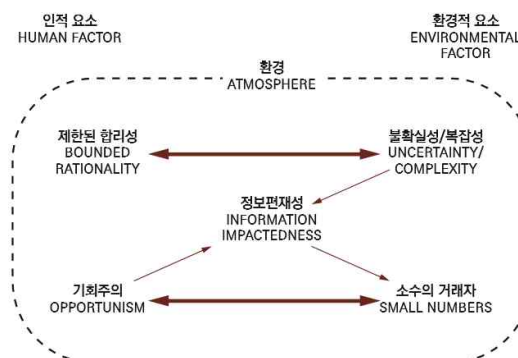 인적 요소
HUMAN FACTOR
환경적 요소
ENVIRONMENTAL
FACTOR
환경
ATMOSPHERE
제한된 합리성
BOUNDED
RATIONALITY
불확실성/복잡성
UNCERTAINTY/
COMPLEXITY
정보편재성
INFORMATION
IMPACTEDNESS
기회주의
OPPORTUNISM
소수의 거래자
SMALL NUMBERS